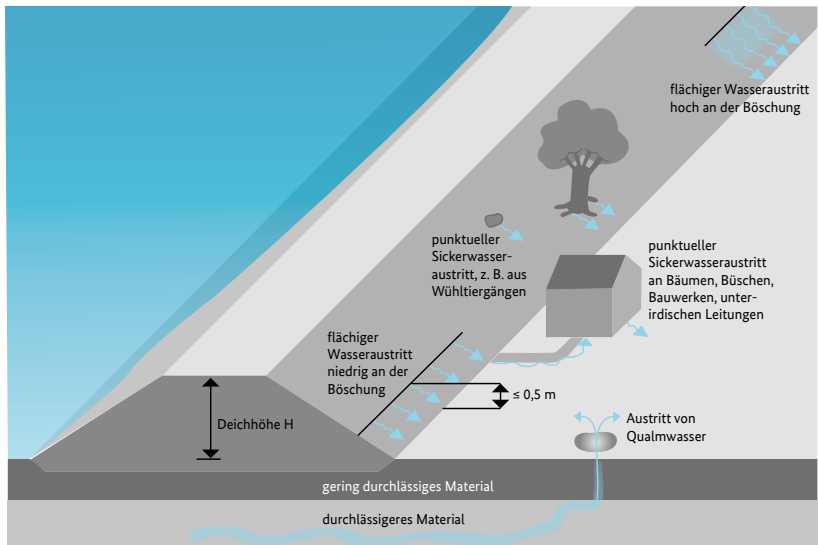 flächiger Wasseraustritt
hoch an der Böschung
punktueller
Sickerwasser-
austritt, z. B. aus
Wühltiergängen
punktueller
Sickerwasseraustritt
an Bäumen, Büschen,
Bauwerken, unter-
irdischen Leitungen
flächiger
Wasseraustritt
niedrig an der
Böschung
≤ 0,5 m
Deichhöhe H
Austritt von
Qualmwasser
gering durchlässiges Material
durchlässigeres Material